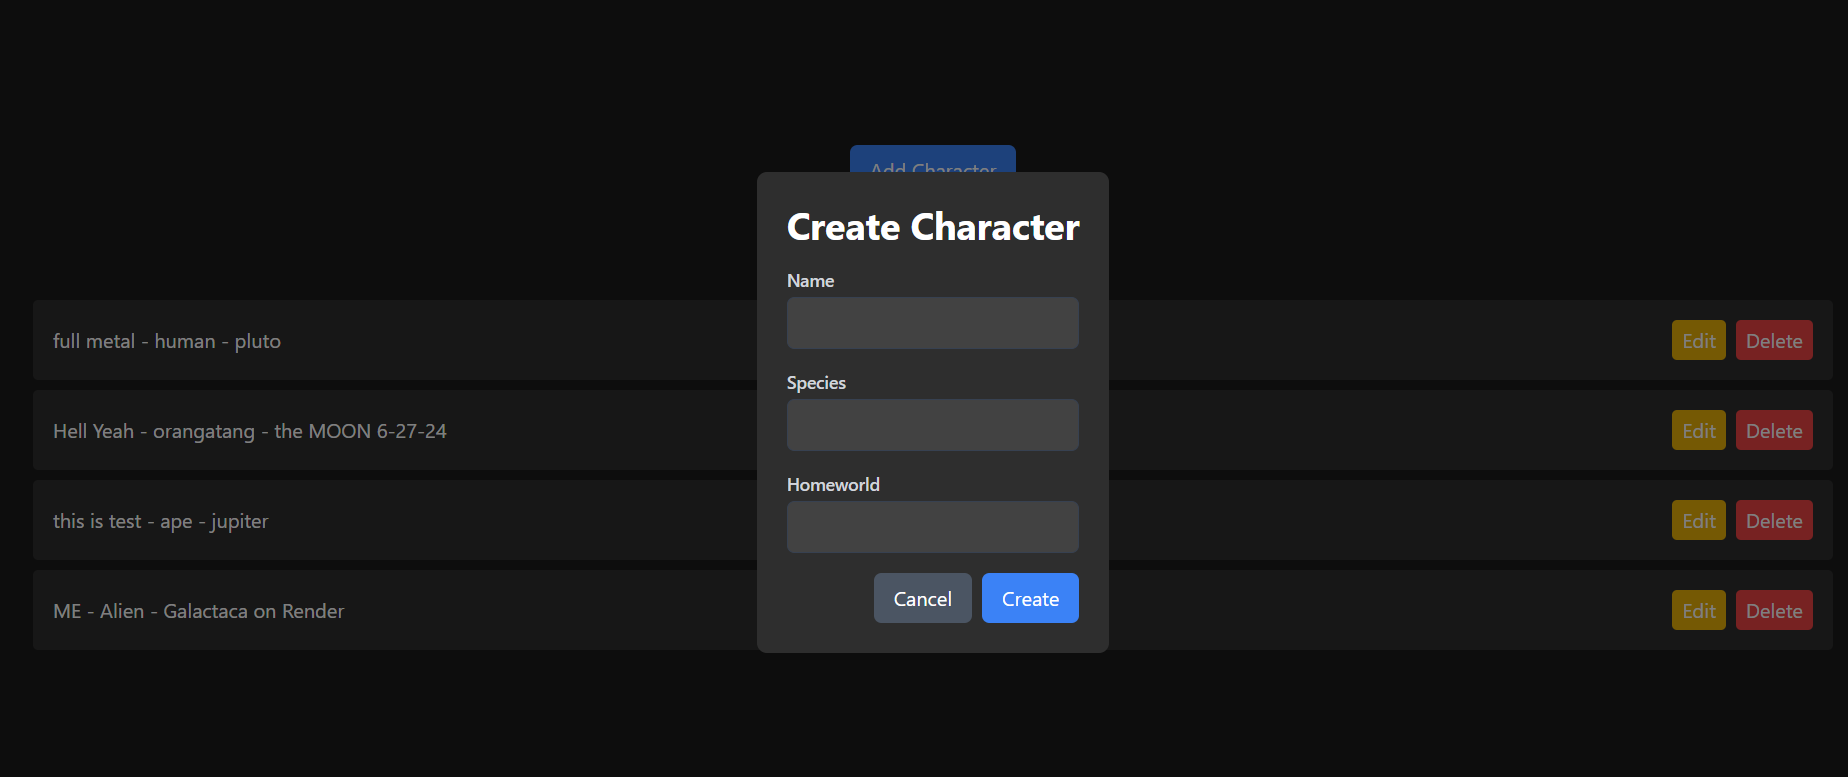 Add Character
Create Character
Name
Species
Homeworld
Cancel Create
full metal - human - pluto Edit Delete
Hell Yeah - orangatang - the MOON 6-27-24 Edit Delete
this is test - ape - jupiter Edit Delete
ME - Alien - Galactaca on Render Edit Delete